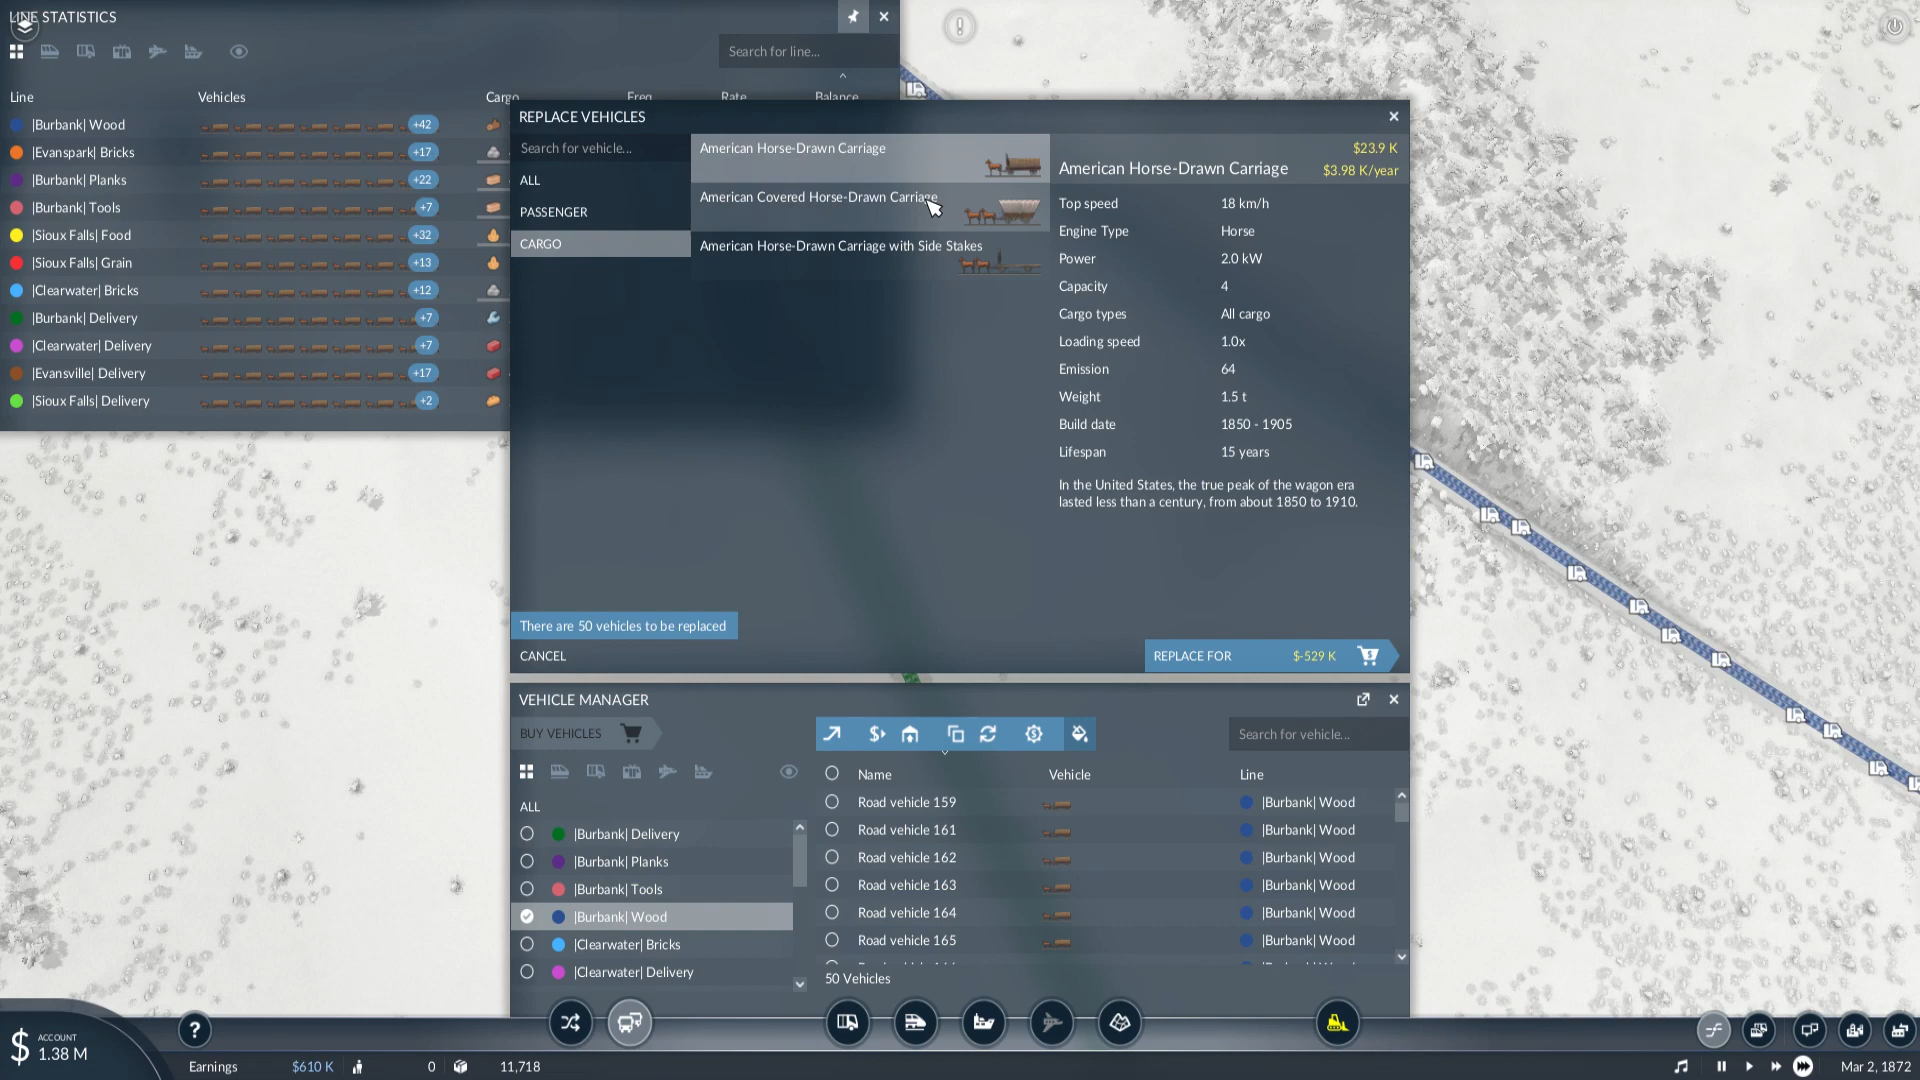 LINE STATISTICS
Search for line...
Line Vehicles Cargo Freq Rate Balance
|Burbank| Wood +42
|Evanspark| Bricks +17
|Burbank| Planks +22
|Burbank| Tools +7
|Sioux Falls| Food +32
|Sioux Falls| Grain +13
|Clearwater| Bricks +12
|Burbank| Delivery +7
|Clearwater| Delivery +7
|Evansville| Delivery +17
|Sioux Falls| Delivery +2
REPLACE VEHICLES
Search for vehicle...
ALL
PASSENGER
CARGO
American Horse-Drawn Carriage
American Covered Horse-Drawn Carriage
American Horse-Drawn Carriage with Side Stakes
$23.9 K
American Horse-Drawn Carriage $3.98 K/year
Top speed 18 km/h
Engine Type Horse
Power 2.0 kW
Capacity 4
Cargo types All cargo
Loading speed 1.0x
Emission 64
Weight 1.5 t
Build date 1850 - 1905
Lifespan 15 years
In the United States, the true peak of the wagon era
lasted less than a century, from about 1850 to 1910.
There are 50 vehicles to be replaced
CANCEL
REPLACE FOR $-529 K
VEHICLE MANAGER
BUY VEHICLES
Search for vehicle...
ALL
|Burbank| Delivery
|Burbank| Planks
|Burbank| Tools
|Burbank| Wood
|Clearwater| Bricks
|Clearwater| Delivery
Name Vehicle Line
Road vehicle 159 |Burbank| Wood
Road vehicle 161 |Burbank| Wood
Road vehicle 162 |Burbank| Wood
Road vehicle 163 |Burbank| Wood
Road vehicle 164 |Burbank| Wood
Road vehicle 165 |Burbank| Wood
50 Vehicles
$ ACCOUNT
1.38 M
?
Earnings $610 K 0 11,718
Mar 2, 1872